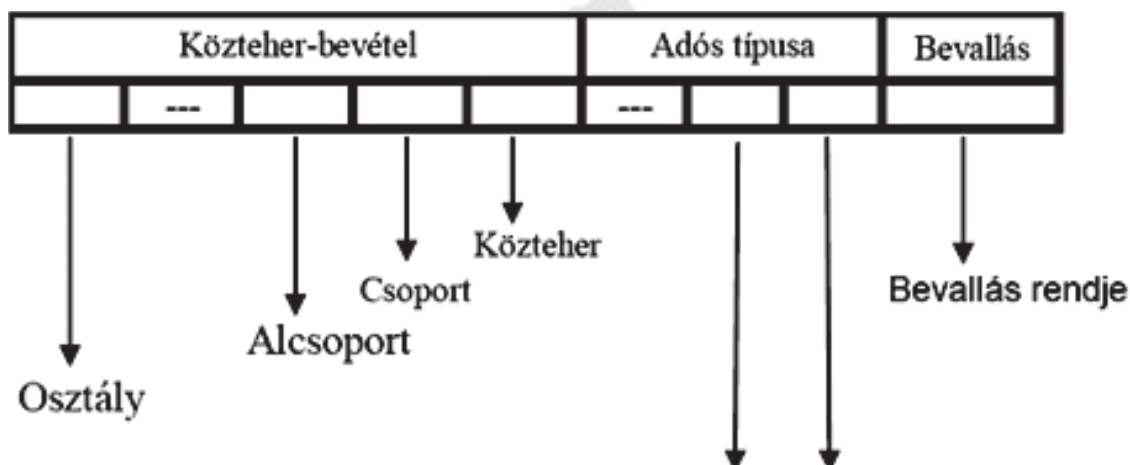 Közteher-bevétel Adós típusa Bevallás
--- ---
Közteher
Csoport Bevallás rendje
Alcsoport
Osztály